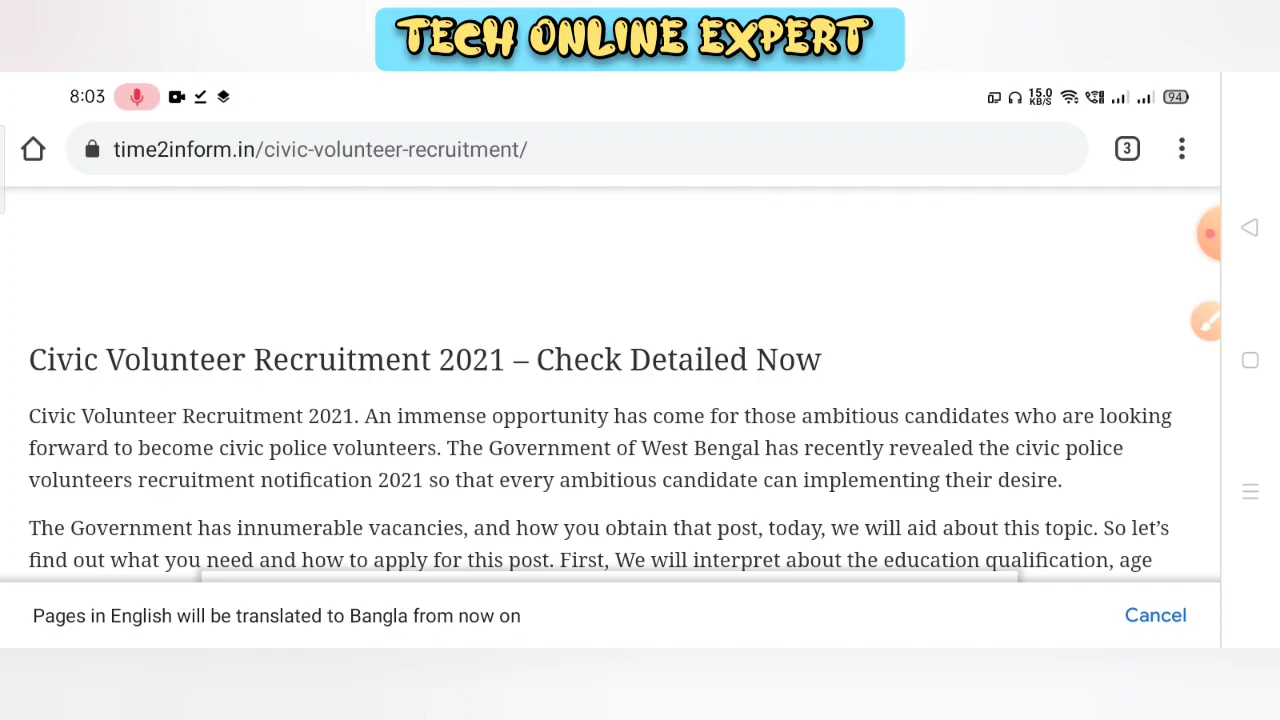 TECH ONLINE EXPERT
8:03
15.0
KB/S
94
time2inform.in/civic-volunteer-recruitment/
3
Civic Volunteer Recruitment 2021 – Check Detailed Now
Civic Volunteer Recruitment 2021. An immense opportunity has come for those ambitious candidates who are looking
forward to become civic police volunteers. The Government of West Bengal has recently revealed the civic police
volunteers recruitment notification 2021 so that every ambitious candidate can implementing their desire.
The Government has innumerable vacancies, and how you obtain that post, today, we will aid about this topic. So let’s
find out what you need and how to apply for this post. First, We will interpret about the education qualification, age
Pages in English will be translated to Bangla from now on
Cancel